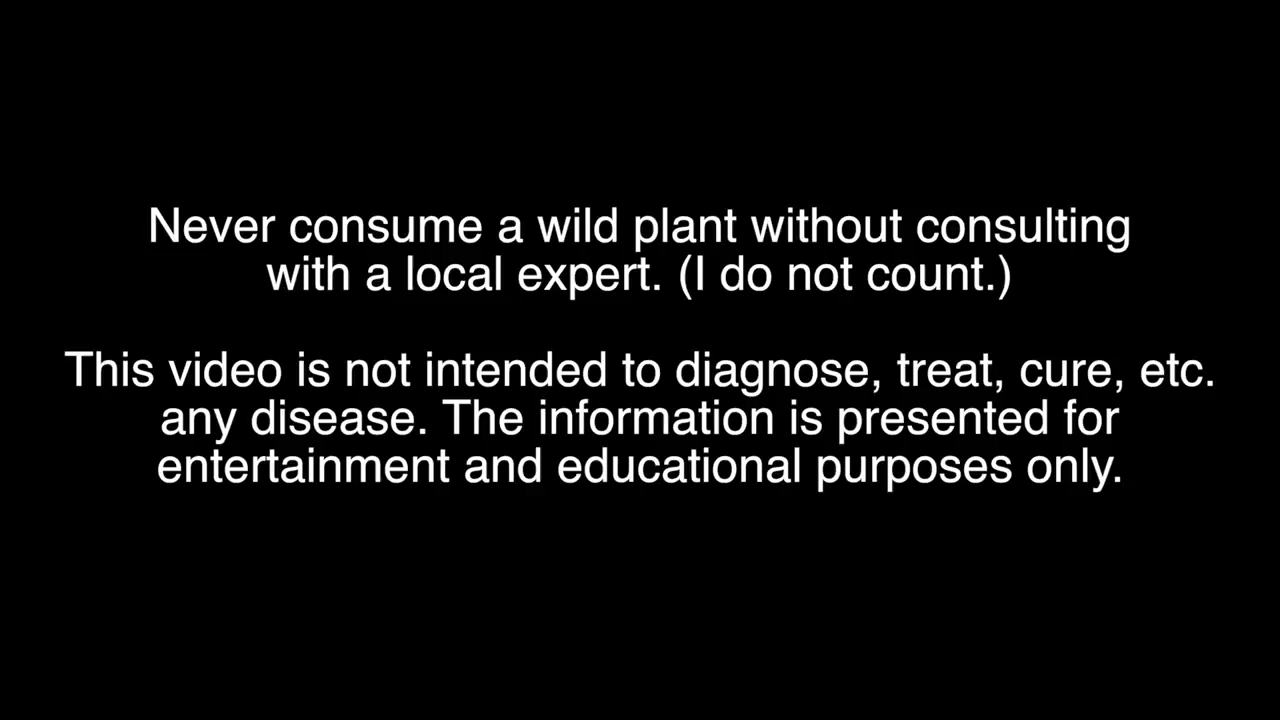 Never consume a wild plant without consulting
with a local expert. (I do not count.)
This video is not intended to diagnose, treat, cure, etc.
any disease. The information is presented for
entertainment and educational purposes only.